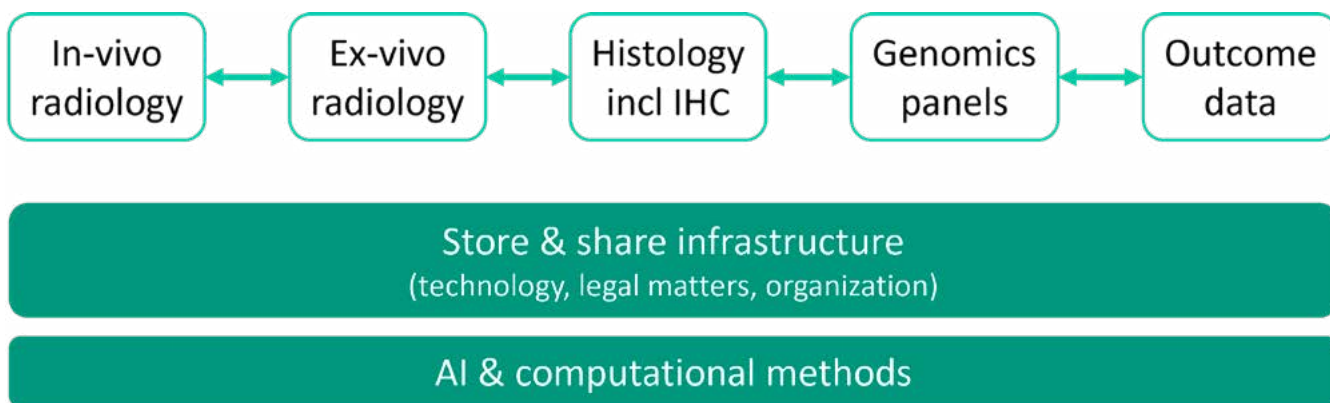 In-vivo
radiology
Ex-vivo
radiology
Histology
incl IHC
Genomics
panels
Outcome
data
Store & share infrastructure
(technology, legal matters, organization)
AI & computational methods